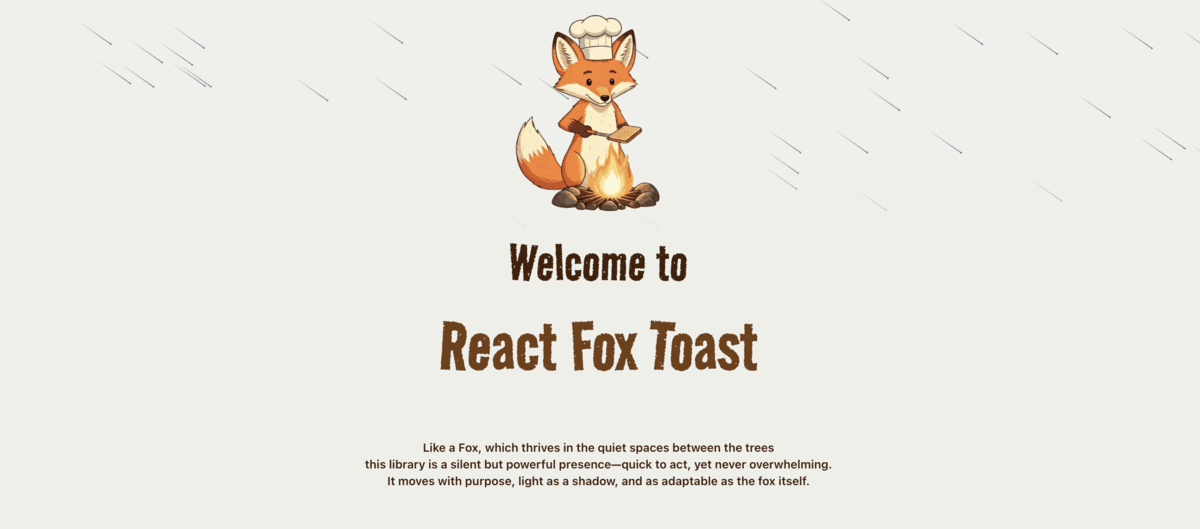 Welcome to
React Fox Toast
Like a Fox, which thrives in the quiet spaces between the trees
this library is a silent but powerful presence—quick to act, yet never overwhelming.
It moves with purpose, light as a shadow, and as adaptable as the fox itself.